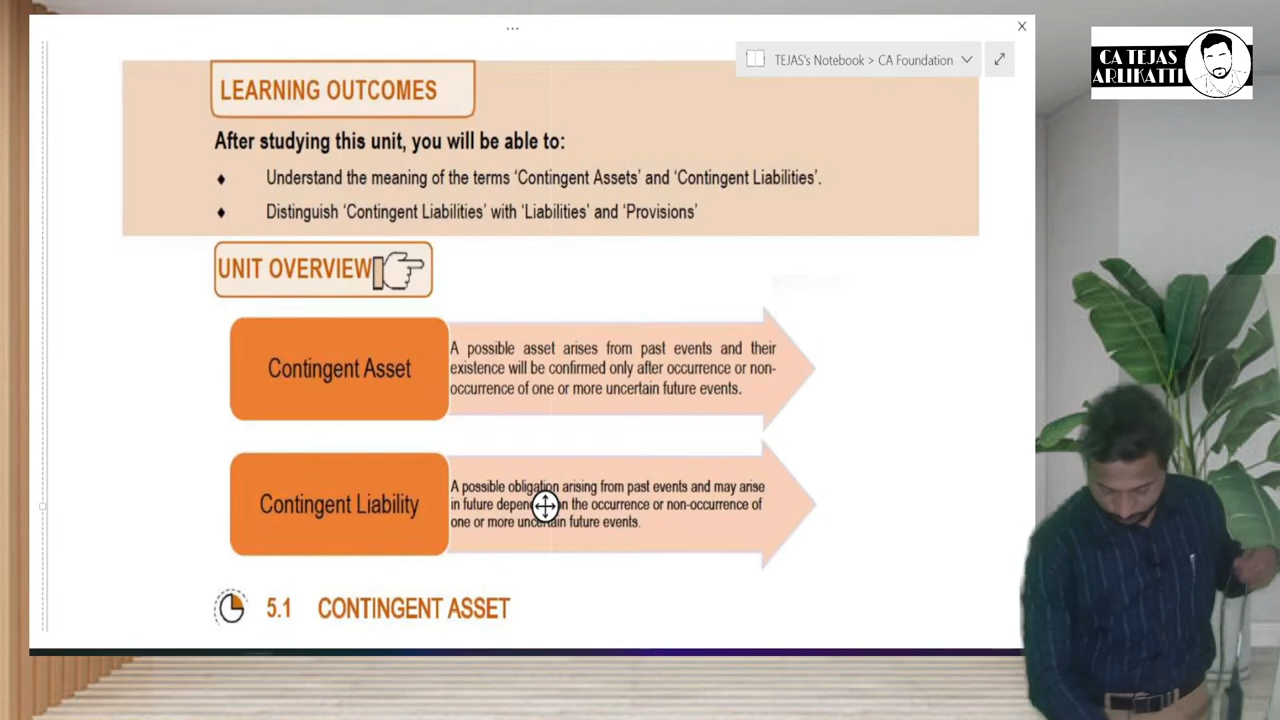 ...
X
TEJAS's Notebook > CA Foundation
CA TEJAS
ARLIKATTI
LEARNING OUTCOMES
After studying this unit, you will be able to:
♦ Understand the meaning of the terms 'Contingent Assets' and 'Contingent Liabilities'.
♦ Distinguish 'Contingent Liabilities' with 'Liabilities' and 'Provisions'
UNIT OVERVIEW
Contingent Asset
A possible asset arises from past events and their
existence will be confirmed only after occurrence or non-
occurrence of one or more uncertain future events.
Contingent Liability
A possible obligation arising from past events and may arise
in future depen on the occurrence or non-occurrence of
one or more uncertain future events.
5.1 CONTINGENT ASSET